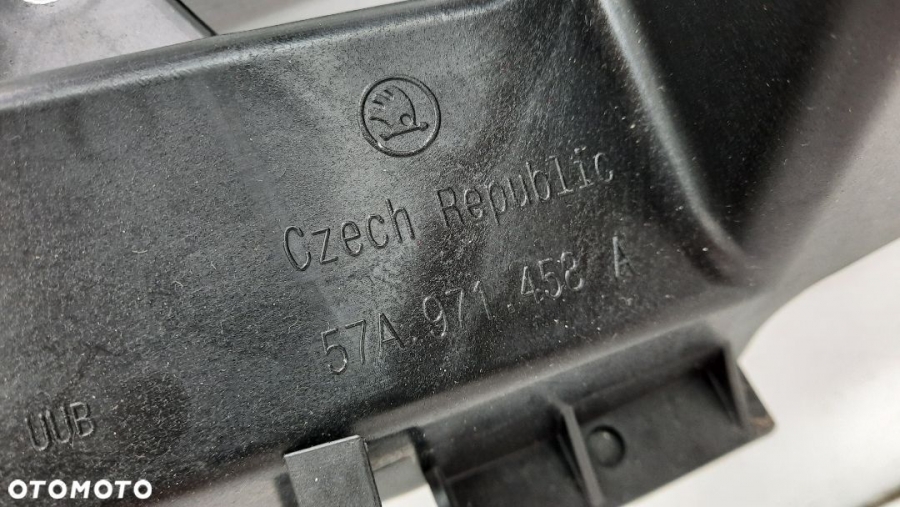 Czech Republic
57A.971.458 A
UUB
OTOMOTO